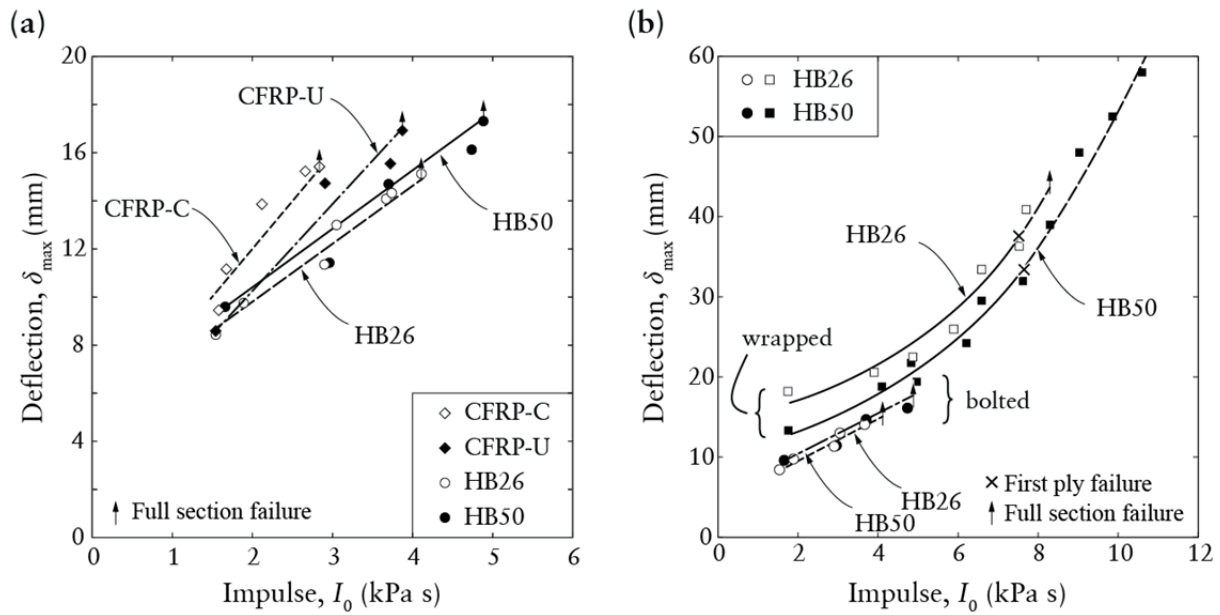 (a)
20
16
12
8
4
0
0 1 2 3 4 5 6
Deflection, δmax (mm)
Impulse, I0 (kPa s)
CFRP-U
CFRP-C
HB50
HB26
CFRP-C
CFRP-U
HB26
HB50
Full section failure
(b)
60
50
40
30
20
10
0
2 4 6 8 10 12
Deflection, δmax (mm)
Impulse, I0 (kPa s)
HB26
HB50
HB26
HB50
wrapped
bolted
HB26
HB50
First ply failure
Full section failure